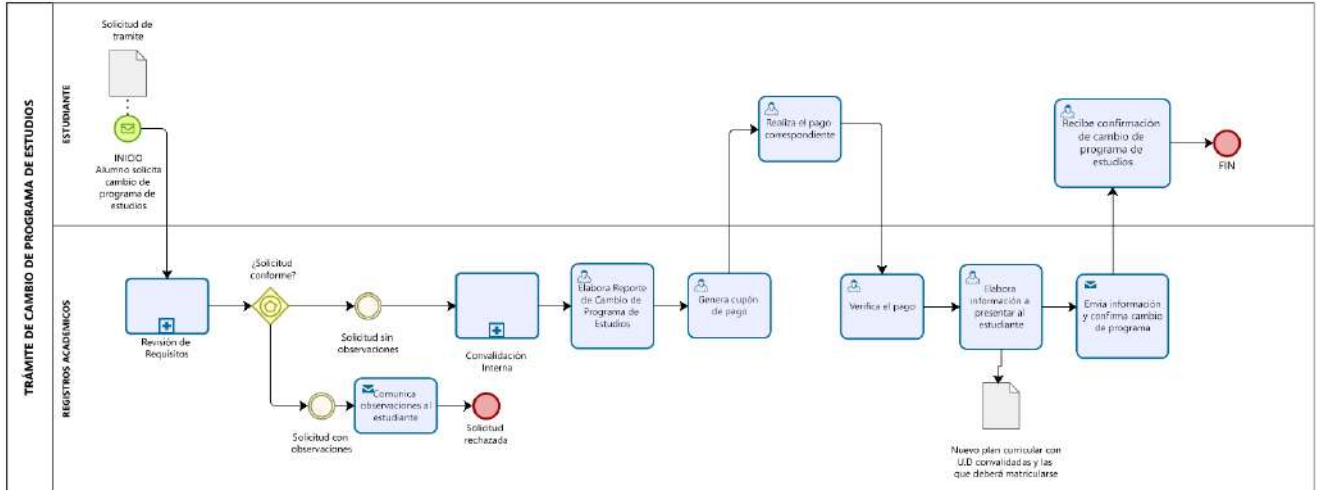 TRÁMITE DE CAMBIO DE PROGRAMA DE ESTUDIOS
ESTUDIANTE
Solicitud de
tramite
INICIO
Alumno solicita
cambio de
programa de
estudios
Realiza el pago
correspondiente
Recibe confirmación
de cambio de
programa de
estudios
FIN
REGISTROS ACADEMICOS
Revisión de
Requisitos
¿Solicitud
conforme?
Solicitud sin
observaciones
Convalidación
Interna
Elabora Reporte
de Cambio de
Programa de
Estudios
Genera cupón
de pago
Verifica el pago
Elabora
información a
presentar al
estudiante
Envia información
y confirma cambio
de programa
Solicitud con
observaciones
Comunica
observaciones al
estudiante
Solicitud
rechazada
Nuevo plan curricular con
U.D convalidadas y las
que deberá matricularse